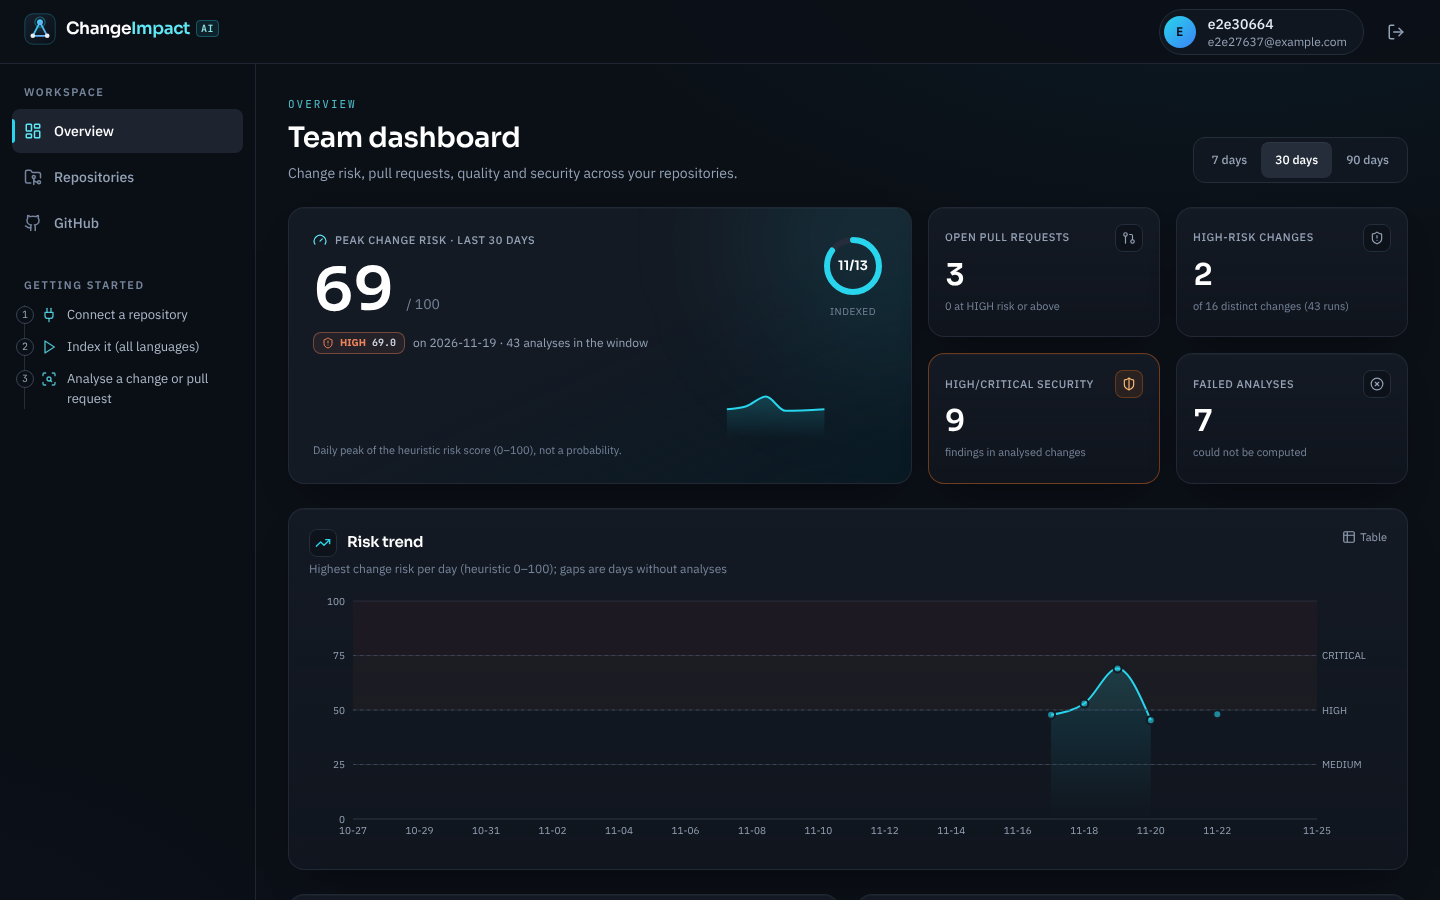 ChangeImpact AI
E
e2e30664
e2e27637@example.com
WORKSPACE
Overview
Repositories
GitHub
GETTING STARTED
1 Connect a repository
2 Index it (all languages)
3 Analyse a change or pull
request
OVERVIEW
Team dashboard
Change risk, pull requests, quality and security across your repositories.
7 days 30 days 90 days
PEAK CHANGE RISK · LAST 30 DAYS
69 / 100
HIGH 69.0 on 2026-11-19 · 43 analyses in the window
11/13
INDEXED
Daily peak of the heuristic risk score (0–100), not a probability.
OPEN PULL REQUESTS
3
0 at HIGH risk or above
HIGH-RISK CHANGES
2
of 16 distinct changes (43 runs)
HIGH/CRITICAL SECURITY
9
findings in analysed changes
FAILED ANALYSES
7
could not be computed
Risk trend
Table
Highest change risk per day (heuristic 0–100); gaps are days without analyses
100
75 CRITICAL
50 HIGH
25 MEDIUM
0
10-27 10-29 10-31 11-02 11-04 11-06 11-08 11-10 11-12 11-14 11-16 11-18 11-20 11-22 11-25